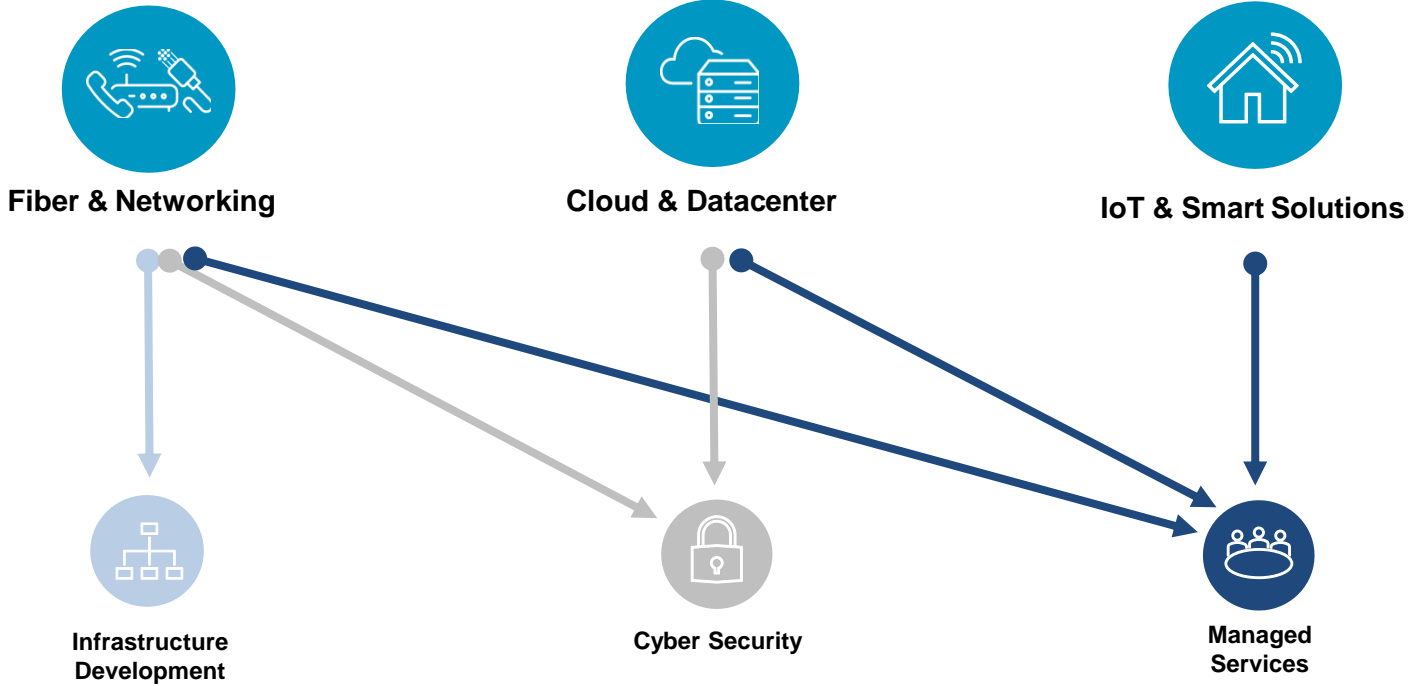 Fiber & Networking
Cloud & Datacenter
IoT & Smart Solutions
Infrastructure
Development
Cyber Security
Managed
Services